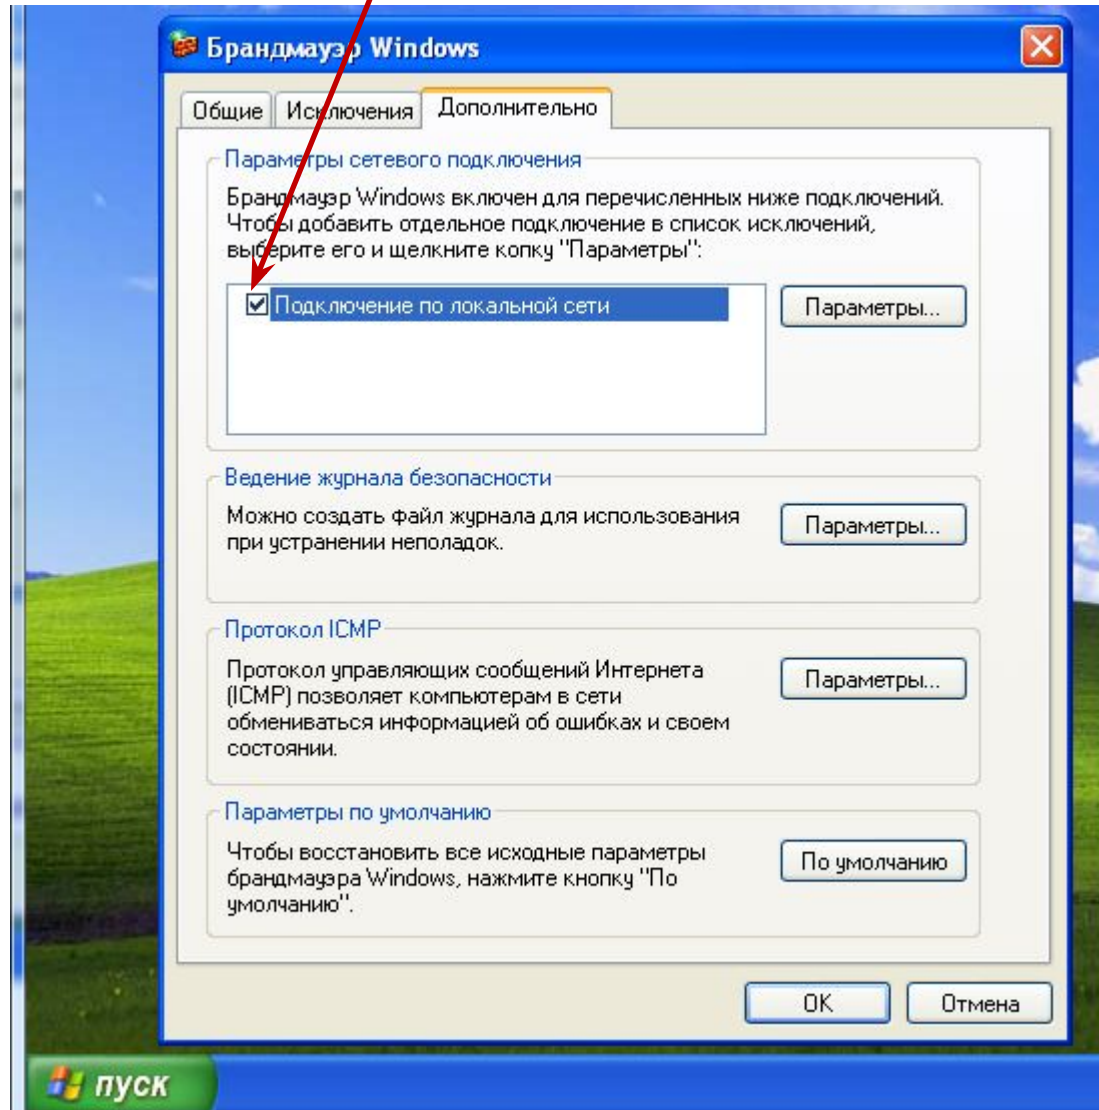 Брандмауэр Windows
Общие
Исключения
Дополнительно
Параметры сетевого подключения
Брандмауэр Windows включен для перечисленных ниже подключений.
Чтобы добавить отдельное подключение в список исключений,
выберите его и щелкните копку "Параметры":
Подключение по локальной сети
Параметры...
Ведение журнала безопасности
Можно создать файл журнала для использования
при устранении неполадок.
Параметры...
Протокол ICMP
Протокол управляющих сообщений Интернета
(ICMP) позволяет компьютерам в сети
обмениваться информацией об ошибках и своем
состоянии.
Параметры...
Параметры по умолчанию
Чтобы восстановить все исходные параметры
брандмауэра Windows, нажмите кнопку "По
умолчанию".
По умолчанию
ОК
Отмена
пуск